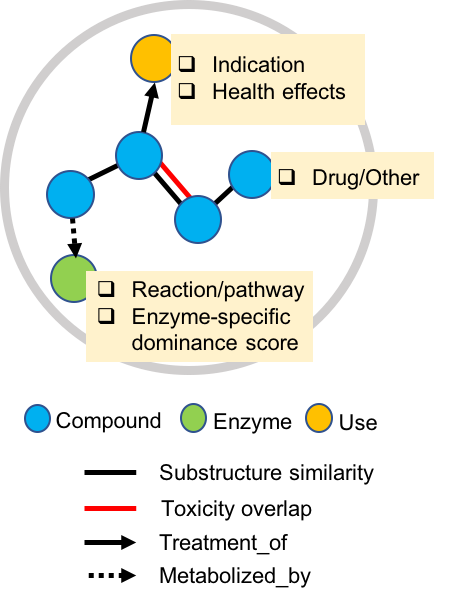 ❑ Indication
❑ Health effects
❑ Drug/Other
❑ Reaction/pathway
❑ Enzyme-specific
dominance score
Compound Enzyme Use
Substructure similarity
Toxicity overlap
Treatment_of
Metabolized_by